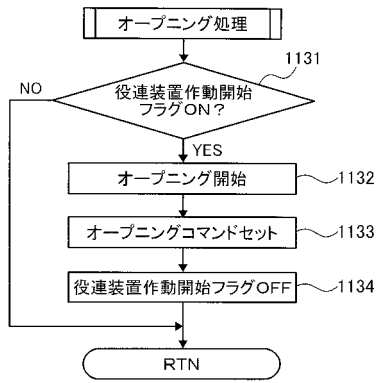 オープニング処理
1131
NO
役連装置作動開始
フラグON?
YES
オープニング開始
1132
オープニングコマンドセット
1133
役連装置作動開始フラグOFF
1134
RTN